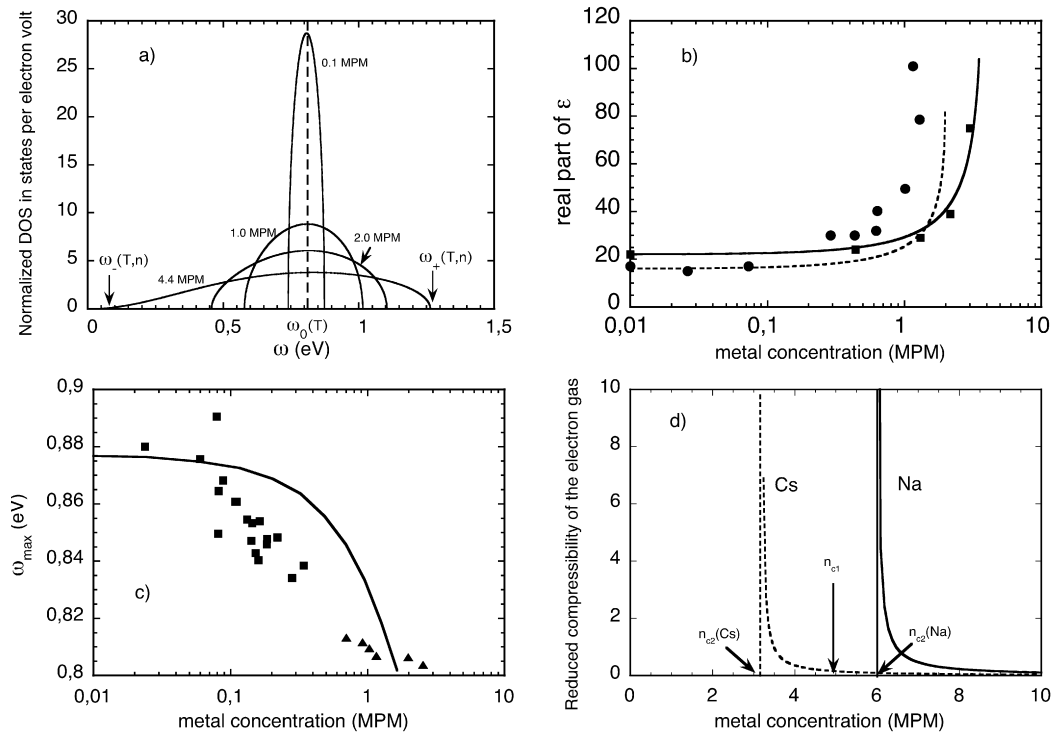 Normalized DOS in states per electron volt
30
25
20
15
10
5
0
a)
0.1 MPM
1.0 MPM
2.0 MPM
4.4 MPM
ω-(T,n)
ω+(T,n)
0
0,5
ω0(T)
1
1,5
ω (eV)
real part of ε
120
100
80
60
40
20
0
b)
0,01
0,1
1
10
metal concentration (MPM)
ωmax (eV)
0,9
0,88
0,86
0,84
0,82
0,8
c)
0,01
0,1
1
10
metal concentration (MPM)
Reduced compressibility of the electron gas
10
8
6
4
2
0
d)
Cs
Na
nc1
nc2(Cs)
nc2(Na)
0
2
4
6
8
10
metal concentration (MPM)